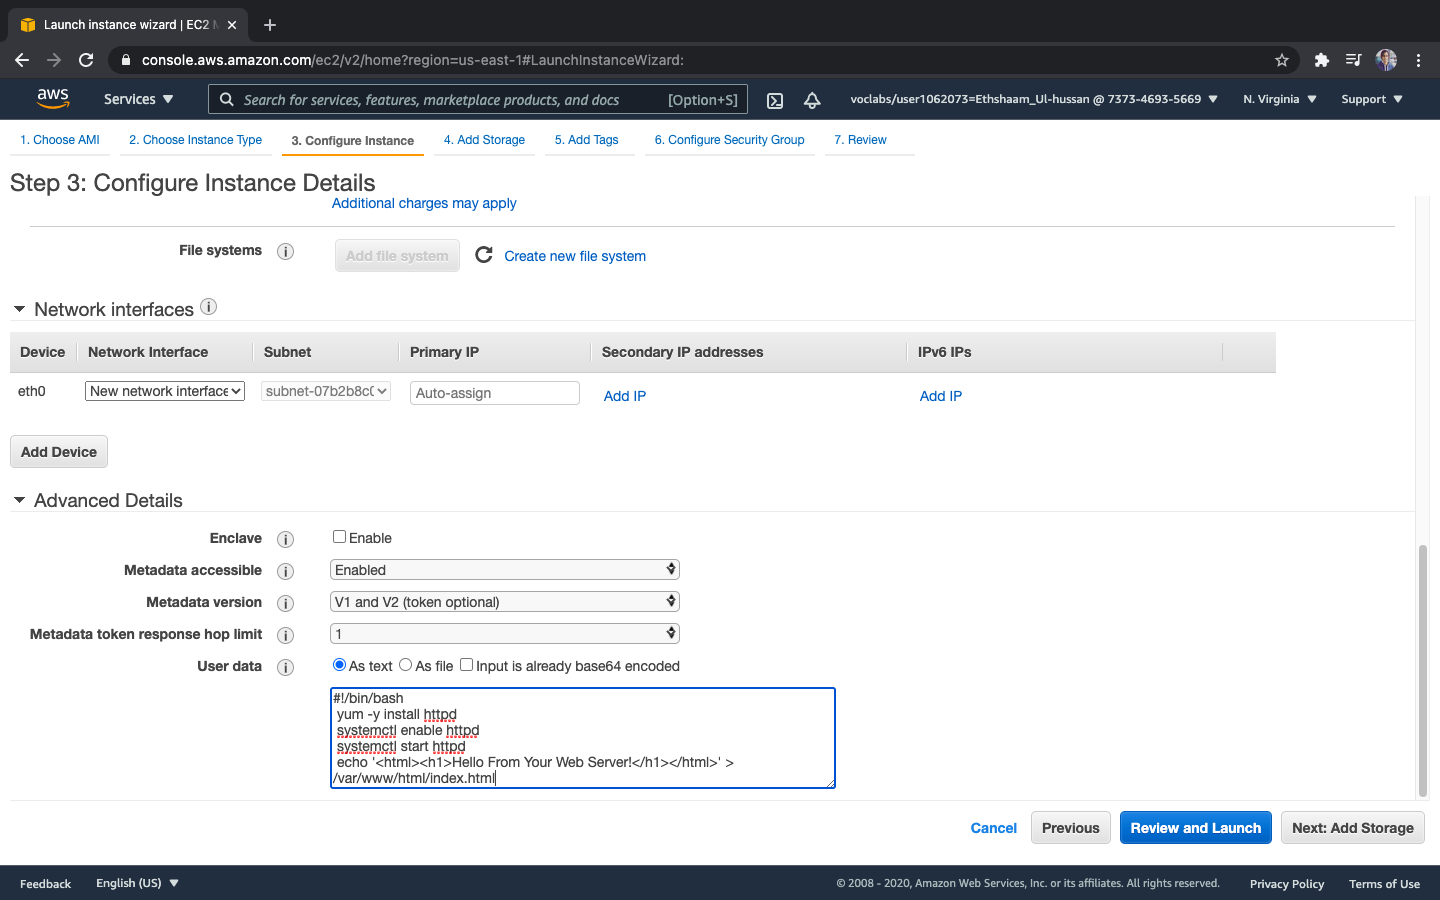 Launch instance wizard | EC2 M
console.aws.amazon.com/ec2/v2/home?region=us-east-1#LaunchInstanceWizard:
aws
Services
Search for services, features, marketplace products, and docs
[Option+S]
voclabs/user1062073=Ethshaam_Ul-hussan @ 7373-4693-5669
N. Virginia
Support
1. Choose AMI
2. Choose Instance Type
3. Configure Instance
4. Add Storage
5. Add Tags
6. Configure Security Group
7. Review
Step 3: Configure Instance Details
Additional charges may apply
File systems
Add file system
Create new file system
Network interfaces
Device
Network Interface
Subnet
Primary IP
Secondary IP addresses
IPv6 IPs
eth0
New network interface
subnet-07b2b8c(
Auto-assign
Add IP
Add IP
Add Device
Advanced Details
Enclave
Enable
Metadata accessible
Enabled
Metadata version
V1 and V2 (token optional)
Metadata token response hop limit
1
User data
As text
As file
Input is already base64 encoded
#!/bin/bash
yum -y install httpd
systemctl enable httpd
systemctl start httpd
echo '<html><h1>Hello From Your Web Server!</h1></html>' >
/var/www/html/index.html
Cancel
Previous
Review and Launch
Next: Add Storage
Feedback
English (US)
© 2008 - 2020, Amazon Web Services, Inc. or its affiliates. All rights reserved.
Privacy Policy
Terms of Use